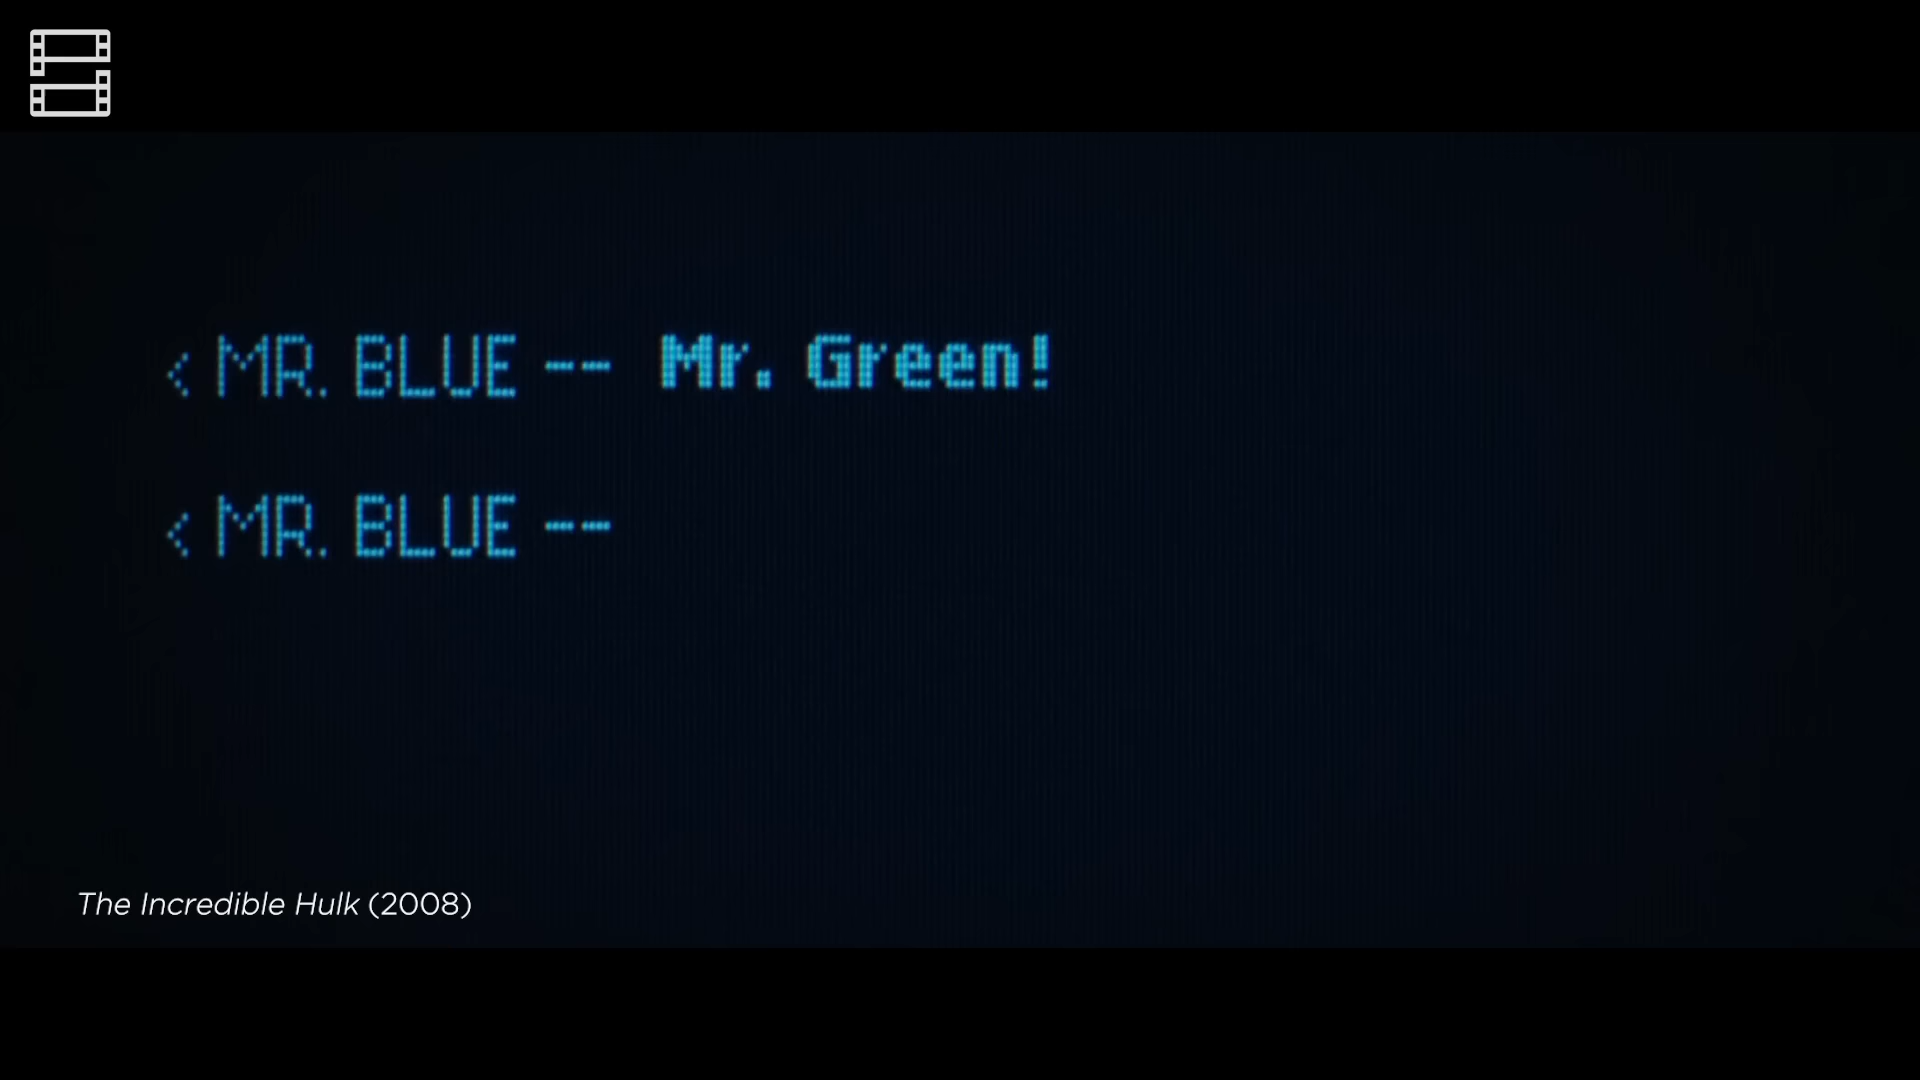 < MR. BLUE -- Mr. Green!
< MR. BLUE --
The Incredible Hulk (2008)